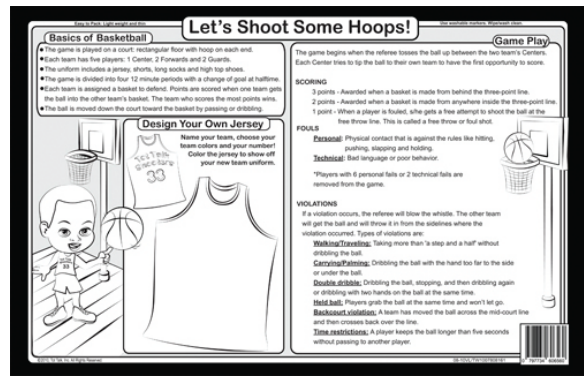 Easy to Pack. Light weight and thin
Let's Shoot Some Hoops!
Use washable markers. Wipe/wash clean.
Basics of Basketball
●The game is played on a court: rectangular floor with hoop on each end.
●Each team has five players: 1 Center, 2 Forwards and 2 Guards.
●The uniform includes a jersey, shorts, long socks and high top shoes.
●The game is divided into four 12 minute periods with a change of goal at halftime.
●Each team is assigned a basket to defend. Points are scored when one team gets
the ball into the other team's basket. The team who scores the most points wins.
●The ball is moved down the court toward the basket by passing or dribbling.
Design Your Own Jersey
Name your team, choose your
team colors and your number!
Color the jersey to show off
your new team uniform.
Tot Talk
33
Game Play
The game begins when the referee tosses the ball up between the two team's Centers.
Each Center tries to tip the ball to their own team to have the first opportunity to score.
SCORING
3 points - Awarded when a basket is made from behind the three-point line.
2 points - Awarded when a basket is made from anywhere inside the three-point line.
1 point - When a player is fouled, s/he gets a free attempt to shoot the ball at the
free throw line. This is called a free throw or foul shot.
FOULS
Personal: Physical contact that is against the rules like hitting,
pushing, slapping and holding.
Technical: Bad language or poor behavior.
*Players with 6 personal fails or 2 technical fails are
removed from the game.
VIOLATIONS
If a violation occurs, the referee will blow the whistle. The other team
will get the ball and will throw it in from the sidelines where the
violation occurred. Types of violations are:
Walking/Traveling: Taking more than 'a step and a half' without
dribbling the ball.
Carrying/Palming: Dribbling the ball with the hand too far to the side
or under the ball.
Double dribble: Dribbling the ball, stopping, and then dribbling again
or dribbling with two hands on the ball at the same time.
Held ball: Players grab the ball at the same time and won't let go.
Backcourt violation: A team has moved the ball across the mid-court line
and then crosses back over the line.
Time restrictions: A player keeps the ball longer than five seconds
without passing to another player.
©2010, Tot Talk, Inc. All Rights Reserved.